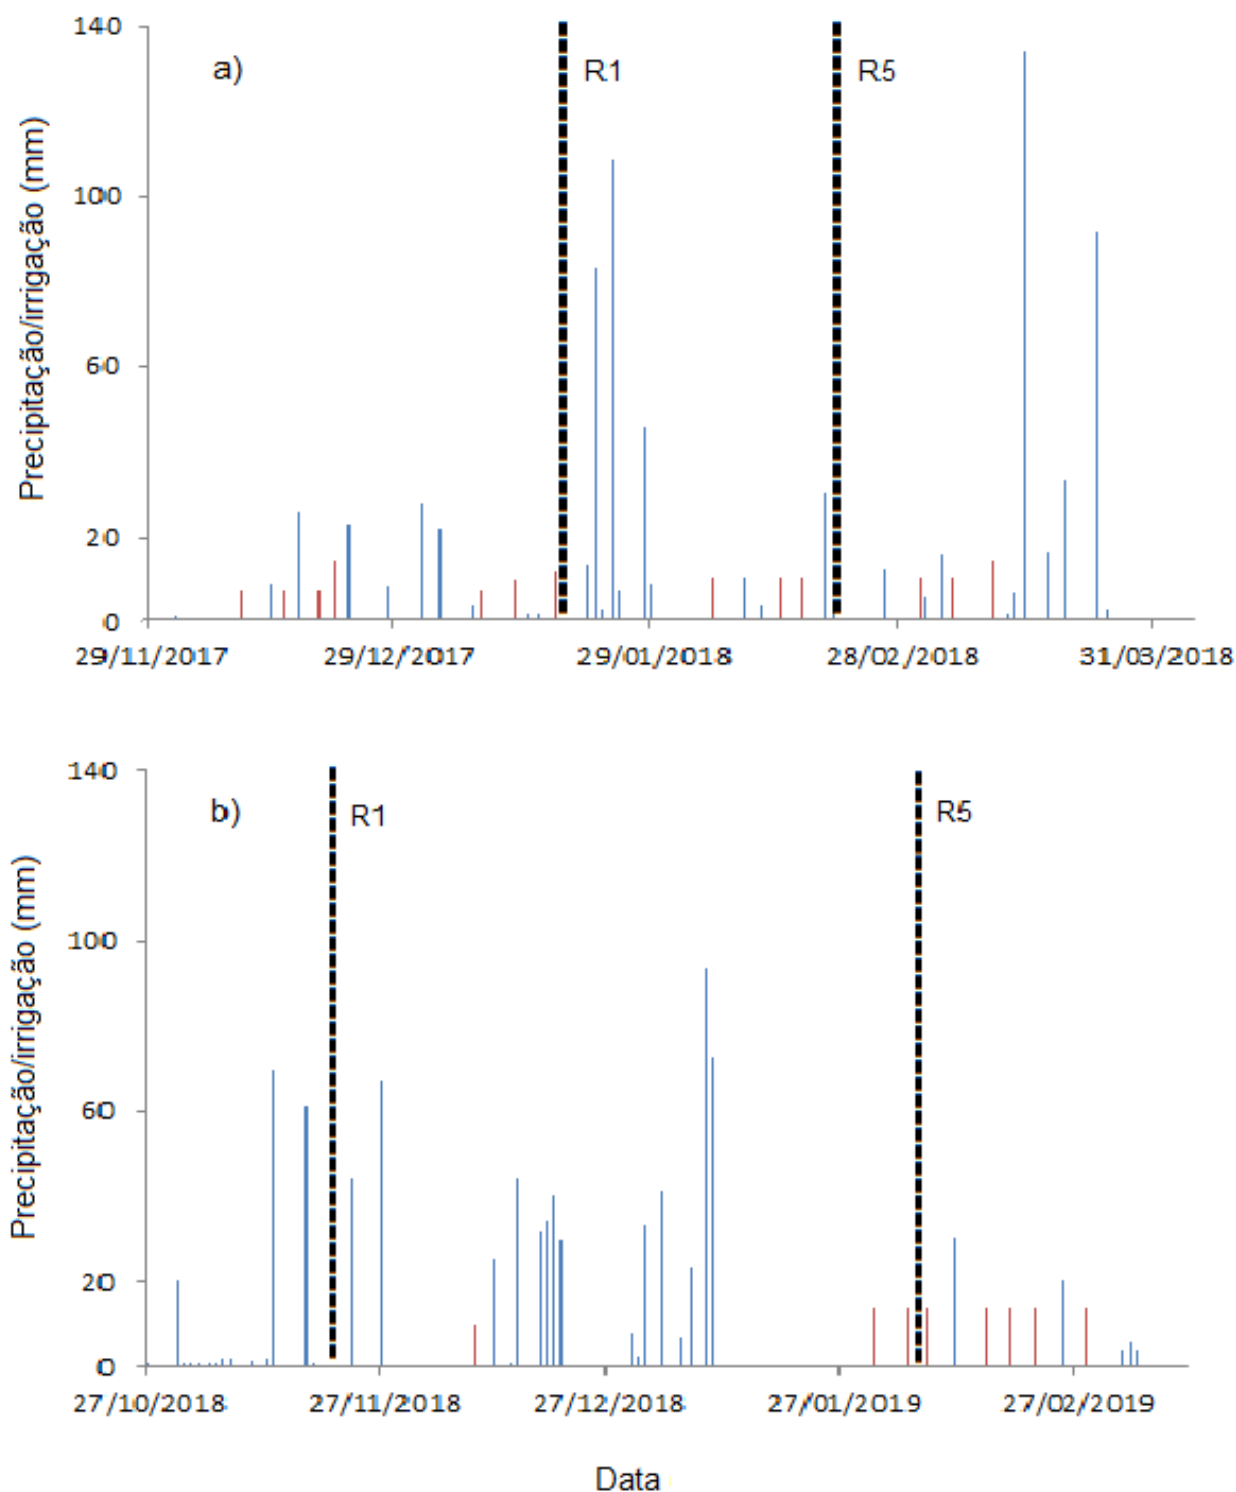 140
a)
R1
R5
100
60
20
0
Precipitação/irrigação (mm)
29/11/2017 29/12/2017 29/01/2018 28/02/2018 31/03/2018
140
b)
R1
R5
100
60
20
0
Precipitação/irrigação (mm)
27/10/2018 27/11/2018 27/12/2018 27/01/2019 27/02/2019
Data